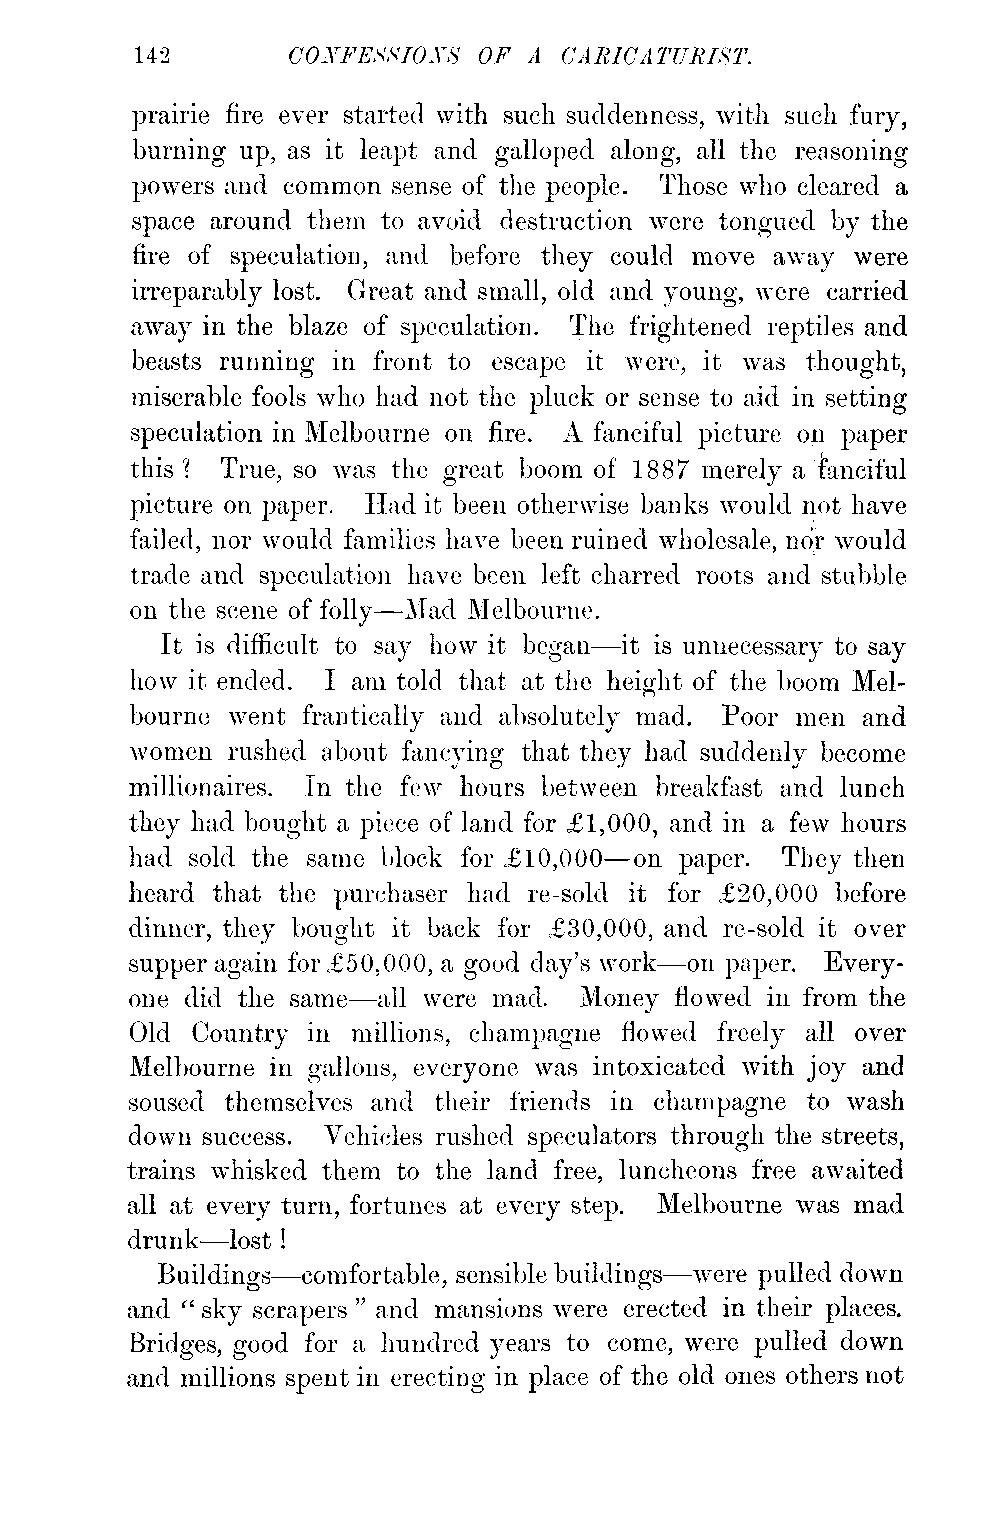 142 CONFESSIONS OF A CARICATURIST.
prairie fire ever started with such suddenness, with such fury,
burning up, as it leapt and galloped along, all the reasoning
powers and common sense of the people. Those who cleared a
space around them to avoid destruction were tongued by the
fire of speculation, and before they could move away were
irreparably lost. Great and small, old and young, were carried
away in the blaze of speculation. The frightened reptiles and
beasts running in front to escape it were, it was thought,
miserable fools who had not the pluck or sense to aid in setting
speculation in Melbourne on fire. A fanciful picture on paper
this? True, so was the great boom of 1887 merely a fanciful
picture on paper. Had it been otherwise banks would not have
failed, nor would families have been ruined wholesale, nor would
trade and speculation have been left charred roots and stubble
on the scene of folly—Mad Melbourne.
It is difficult to say how it began—it is unnecessary to say
how it ended. I am told that at the height of the boom Mel-
bourne went frantically and absolutely mad. Poor men and
women rushed about fancying that they had suddenly become
millionaires. In the few hours between breakfast and lunch
they had bought a piece of land for £1,000, and in a few hours
had sold the same block for £10,000—on paper. They then
heard that the purchaser had re-sold it for £20,000 before
dinner, they bought it back for £30,000, and re-sold it over
supper again for £50,000, a good day's work—on paper. Every-
one did the same—all were mad. Money flowed in from the
Old Country in millions, champagne flowed freely all over
Melbourne in gallons, everyone was intoxicated with joy and
soused themselves and their friends in champagne to wash
down success. Vehicles rushed speculators through the streets,
trains whisked them to the land free, luncheons free awaited
all at every turn, fortunes at every step. Melbourne was mad
drunk—lost!
Buildings—comfortable, sensible buildings—were pulled down
and “sky scrapers” and mansions were erected in their places.
Bridges, good for a hundred years to come, were pulled down
and millions spent in erecting in place of the old ones others not